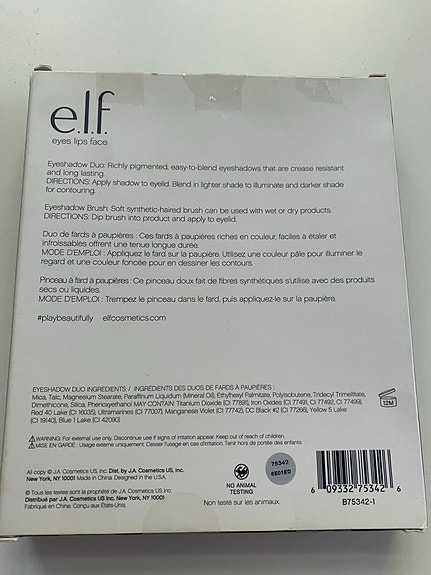 e.l.f.
eyes lips face
Eyeshadow Duo: Richly pigmented, easy-to-blend eyeshadows that are crease resistant
and long lasting.
DIRECTIONS: Apply shadow to eyelid. Blend in lighter shade to illuminate and darker shade
for contouring.
Eyeshadow Brush: Soft synthetic-haired brush can be used with wet or dry products.
DIRECTIONS: Dip brush into product and apply to eyelid.
Duo de fards à paupières : Ces fards à paupières riches en couleur, faciles à étaler et
infroissables offrent une tenue longue durée.
MODE D'EMPLOI : Appliquez le fard sur la paupière. Utilisez une couleur pâle pour illuminer le
regard et une couleur foncée pour en dessiner les contours.
Pinceau à fard à paupières : Ce pinceau doux fait de fibres synthétiques s'utilise avec des produits
secs ou liquides.
MODE D'EMPLOI : Trempez le pinceau dans le fard, puis appliquez-le sur la paupière.
#playbeautifully elfcosmetics.com
EYESHADOW DUO INGREDIENTS: / INGRÉDIENTS DES DUOS DE FARDS À PAUPIÈRES :
Mica, Talc, Magnesium Stearate, Paraffinum Liquidum (Mineral Oil), Ethylhexyl Palmitate, Polyisobutene, Tridecyl Trimellitate,
Dimethicone, Silica, Phenoxyethanol MAY CONTAIN: Titanium Dioxide (CI 77891), Iron Oxides (CI 77491, CI 77492, CI 77499),
Red 40 Lake (CI 16035), Ultramarines (CI 77007), Manganese Violet (CI 77742), DC Black #2 (CI 77266), Yellow 5 Lake
(CI 19140), Blue 1 Lake (CI 42090)
12M
WARNING: For external use only. Discontinue use if signs of irritation appear. Keep out of reach of children.
MISE EN GARDE : Usage externe uniquement. Cesser l'utilisation en cas d'irritation. Tenir hors de portée des enfants.
All copy © J.A. Cosmetics US, Inc. Dist. by J.A. Cosmetics US, Inc.
New York, NY 10001 Made in China. Designed in the U.S.A.
© Tous les textes sont la propriété de J.A. Cosmetics US, Inc.
Distribué par J.A. Cosmetics US, Inc. New York, NY 10001
Fabriqué en Chine. Conçu aux États-Unis.
NO ANIMAL
TESTING
Non testé sur les animaux.
75342
6E01ED
6 09332 75342 6
B75342-1